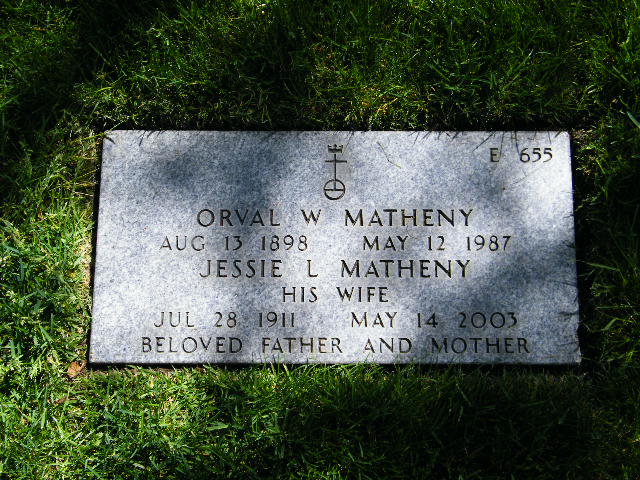 E 655
ORVAL W MATHENY
AUG 13 1898 MAY 12 1987
JESSIE L MATHENY
HIS WIFE
JUL 28 1911 MAY 14 2003
BELOVED FATHER AND MOTHER